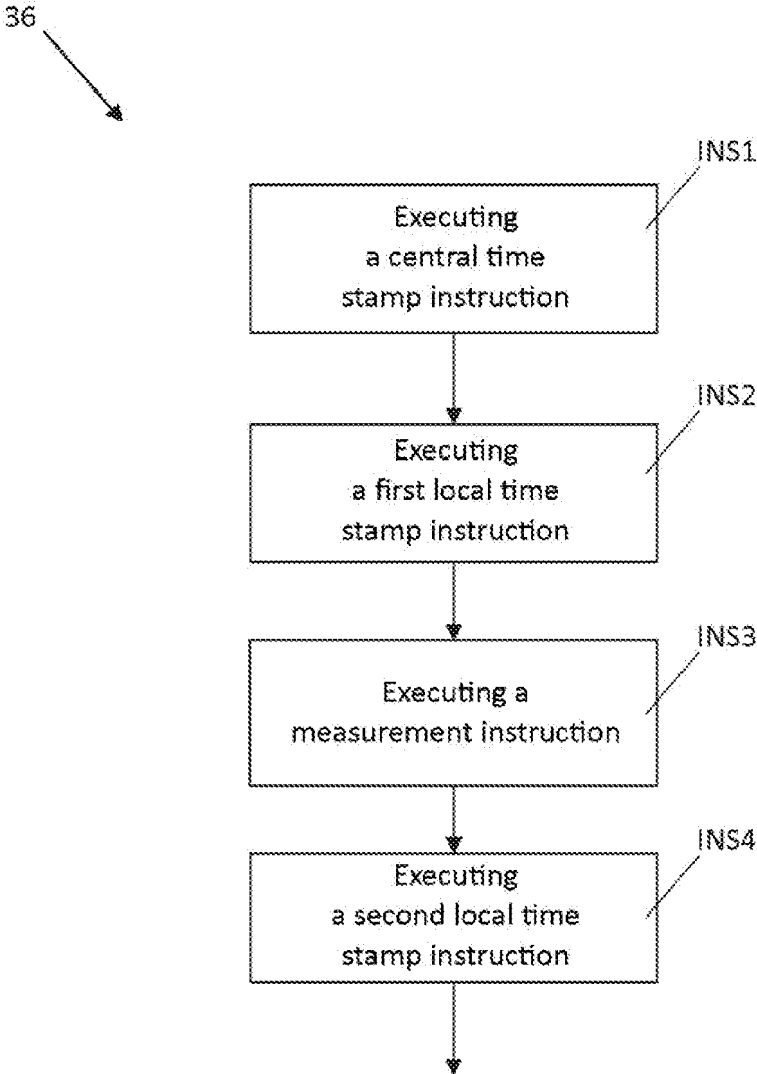 36
INS1
Executing
a central time
stamp instruction
INS2
Executing
a first local time
stamp instruction
INS3
Executing a
measurement instruction
INS4
Executing
a second local time
stamp instruction